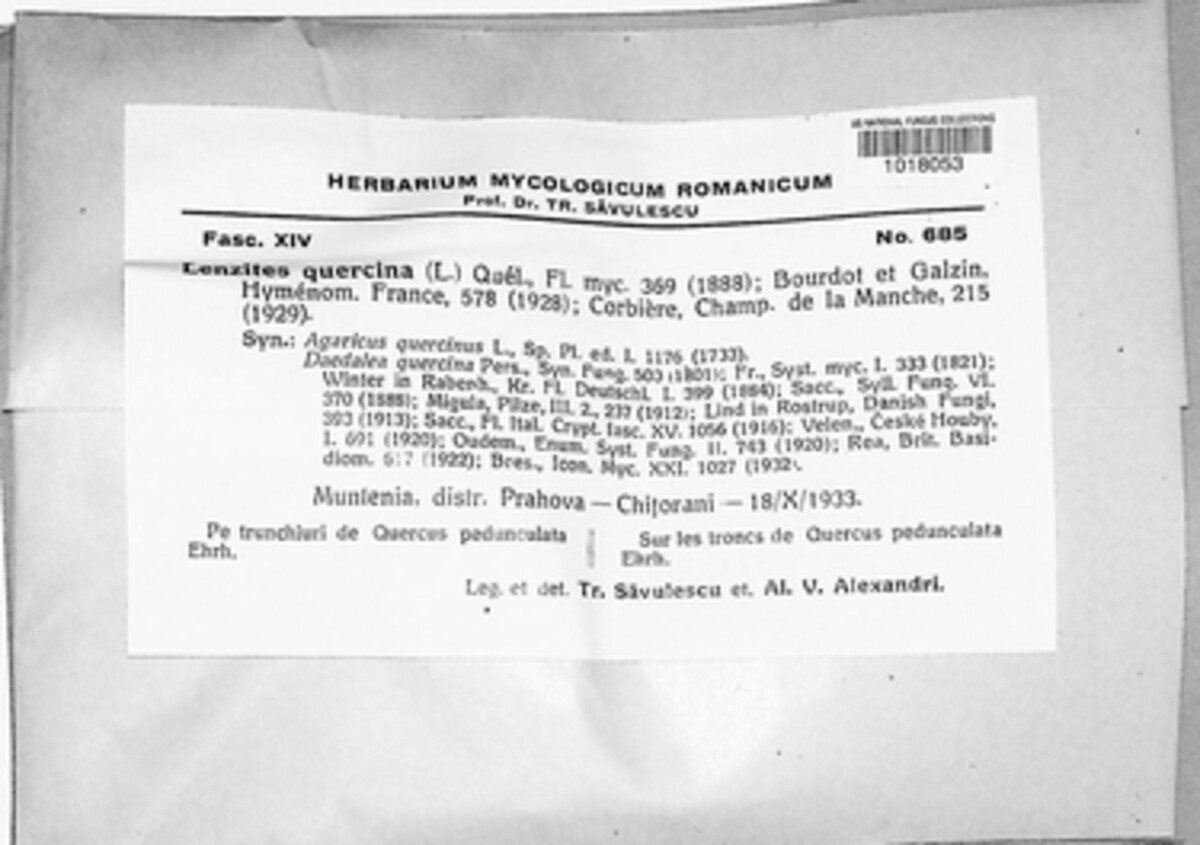 US NATIONAL FUNGUS COLLECTIONS
1018053
HERBARIUM MYCOLOGICUM ROMANICUM
Prof. Dr. TR. SĂVULESCU
Fasc. XIV No. 685
Lenzites quercina (L.) Quél., Fl. myc. 369 (1888); Bourdot et Galzin,
Hyménom. France, 578 (1928); Corbière, Champ. de la Manche, 215
(1929).
Syn.: Agaricus quercinus L., Sp. Pl. ed. I. 1176 (1733).
Daedalea quercina Pers., Syn. Fung. 500 (1801); Fr., Syst. myc. I. 333 (1821);
Winter in Rabenh., Kr. Fl. Deutschl. I. 399 (1884); Sacc., Syll. Fung. VI.
370 (1888); Migula, Pilze, III. 2., (1912); Lind in Rostrup, Danish Fungi,
393 (1913); Sacc., Fl. Ital. Crypt. fasc. XV. 1056 (1916); Velen., České Houby,
I. 691 (1920); Oudem., Enum. Syst. Fung. II. 743 (1920); Rea, Brit. Basi-
diom. 617 (1922); Bres., Icon. Myc. XXI. 1027 (1932).
Muntenia, distr. Prahova — Chițorani — 18/X/1933.
Pe trunchiuri de Quercus pedunculata
Ehrh.
Sur les troncs de Quercus pedunculata
Ehrh.
Leg. et det. Tr. Săvulescu et. Al. V. Alexandri.